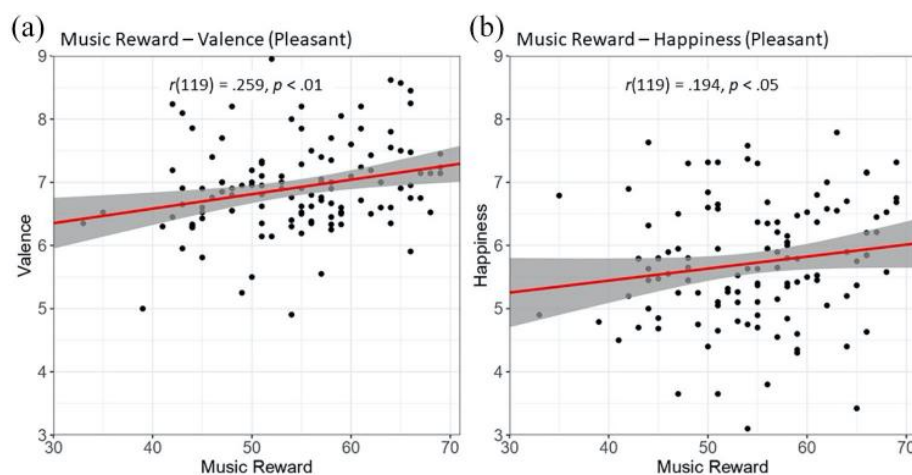 (a) Music Reward – Valence (Pleasant)
r(119) = .259, p < .01
9
8
7
6
5
4
3
Valence
30 40 50 60 70
Music Reward
(b) Music Reward – Happiness (Pleasant)
r(119) = .194, p < .05
9
8
7
6
5
4
3
Happiness
30 40 50 60 70
Music Reward